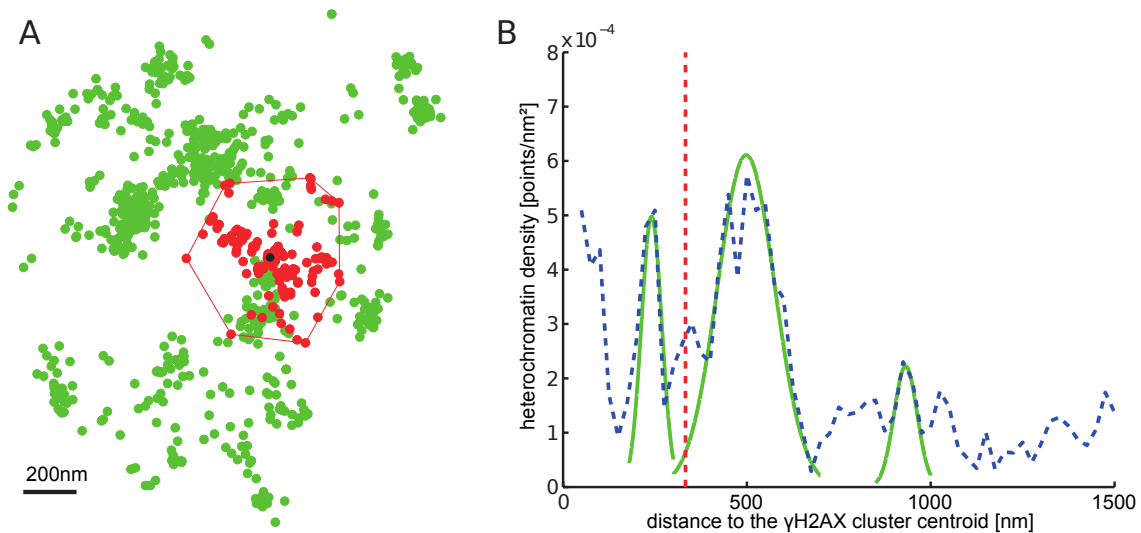 A
200nm
B
×10⁻⁴
8
7
6
5
4
3
2
1
0
heterochromatin density [points/nm²]
0 500 1000 1500
distance to the γH2AX cluster centroid [nm]